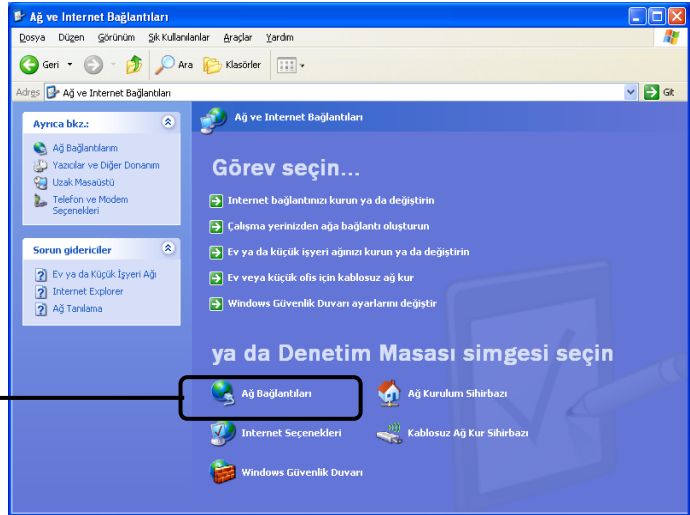 Ağ ve Internet Bağlantıları
Dosya Düzen Görünüm Sık Kullanılanlar Araçlar Yardım
Geri Ara Klasörler
Adres Ağ ve Internet Bağlantıları Git
Ayrıca bkz.:
Ağ Bağlantılarım
Yazıcılar ve Diğer Donanım
Uzak Masaüstü
Telefon ve Modem
Seçenekleri
Sorun gidericiler
Ev ya da Küçük İşyeri Ağı
Internet Explorer
Ağ Tanılama
Ağ ve Internet Bağlantıları
Görev seçin...
Internet bağlantınızı kurun ya da değiştirin
Çalışma yerinizden ağa bağlantı oluşturun
Ev ya da küçük işyeri ağınızı kurun ya da değiştirin
Ev veya küçük ofis için kablosuz ağ kur
Windows Güvenlik Duvarı ayarlarını değiştir
ya da Denetim Masası simgesi seçin
Ağ Bağlantıları Ağ Kurulum Sihirbazı
Internet Seçenekleri Kablosuz Ağ Kur Sihirbazı
Windows Güvenlik Duvarı